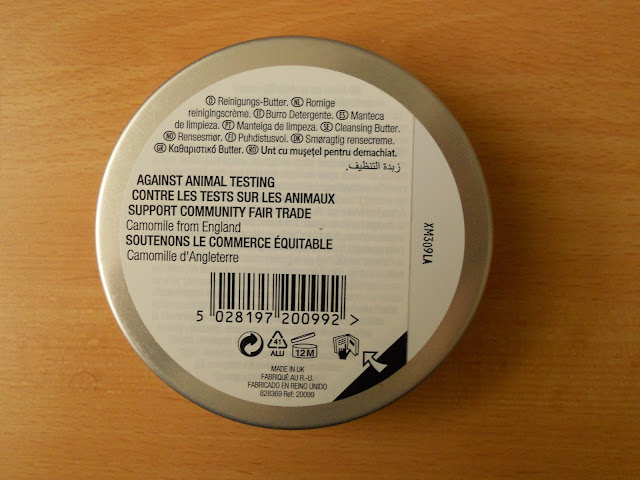 Ⓓ Reinigungs-Butter. ⓃⓁ Romige
reinigingscrème. ⒾⓉ Burro Detergente. ⒺⓈ Manteca
de limpieza. ⓅⓉ Manteiga de limpeza. ⓈⒺ Cleansing Butter.
ⓃⓄ Rensesmør. ⒻⒾ Puhdistusvoi. ⒹⓀ Smøragtig rensecreme.
ⒼⓇ Καθαριστικό Butter. ⓇⓄ Unt cu mușețel pentru demachiat.
زبدة التنظيف.
AGAINST ANIMAL TESTING
CONTRE LES TESTS SUR LES ANIMAUX
SUPPORT COMMUNITY FAIR TRADE
Camomile from England
SOUTENONS LE COMMERCE ÉQUITABLE
Camomille d'Angleterre
5 028197 200992 >
41
ALU
12M
MADE IN UK
FABRIQUÉ AU R.-U.
FABRICADO EN REINO UNIDO
828369 Ref: 20099
XM309LA